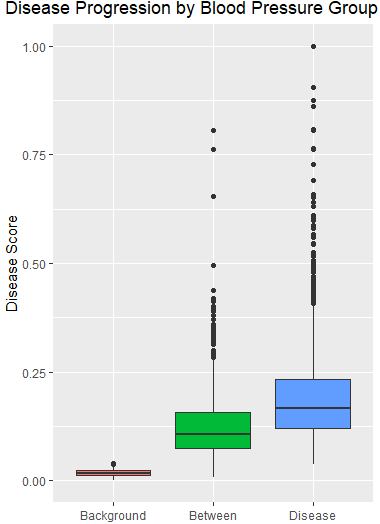 Disease Progression by Blood Pressure Group
Disease Score
1.00
0.75
0.50
0.25
0.00
Background
Between
Disease